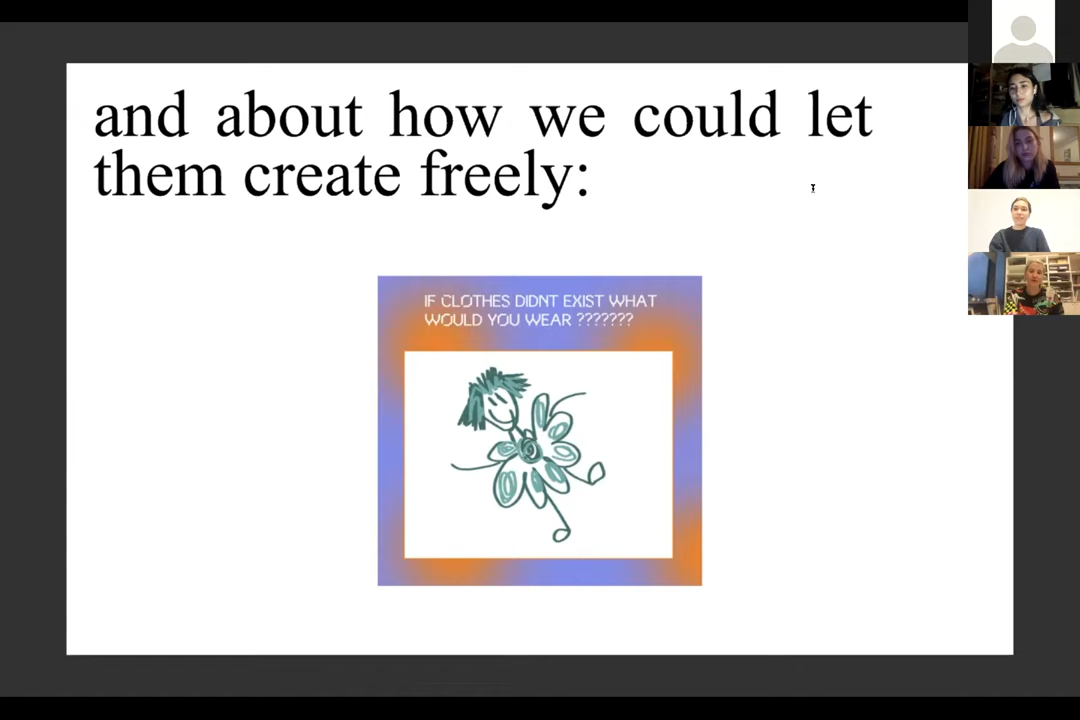 and about how we could let
them create freely:
IF CLOTHES DIDNT EXIST WHAT
WOULD YOU WEAR ???????